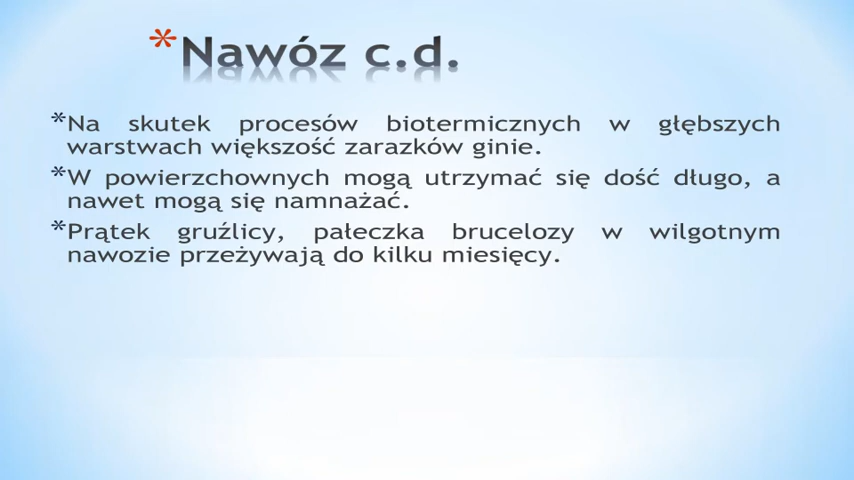 *Nawóz c.d.
*Na skutek procesów biotermicznych w głębszych
warstwach większość zarazków ginie.
*W powierzchownych mogą utrzymać się dość długo, a
nawet mogą się namnażać.
*Prątek gruźlicy, pałeczka brucelozy w wilgotnym
nawozie przeżywają do kilku miesięcy.